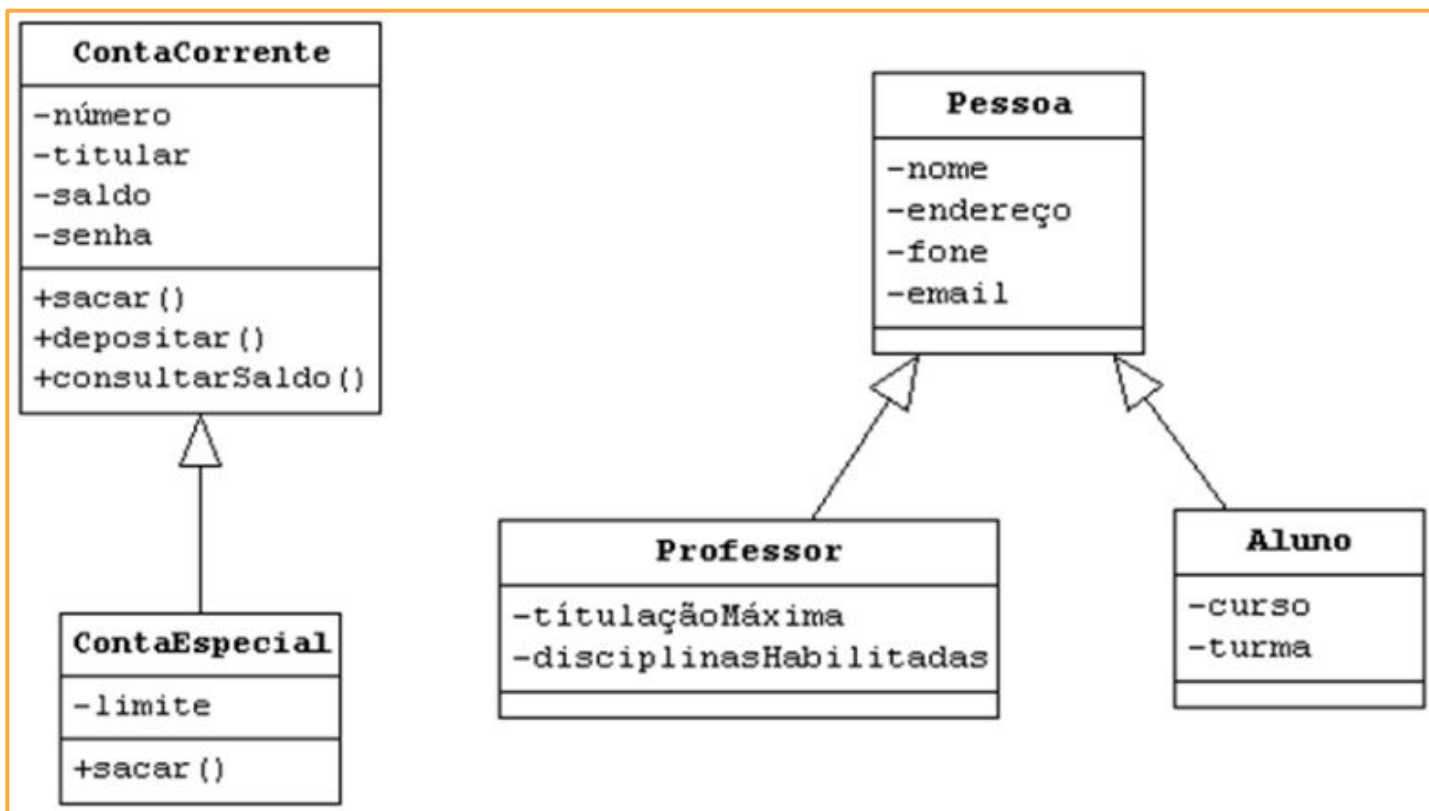 ContaCorrente
-número
-titular
-saldo
-senha
+sacar()
+depositar()
+consultarSaldo()
ContaEspecial
-limite
+sacar()
Pessoa
-nome
-endereço
-fone
-email
Professor
-títulaçãoMáxima
-disciplinasHabilitadas
Aluno
-curso
-turma